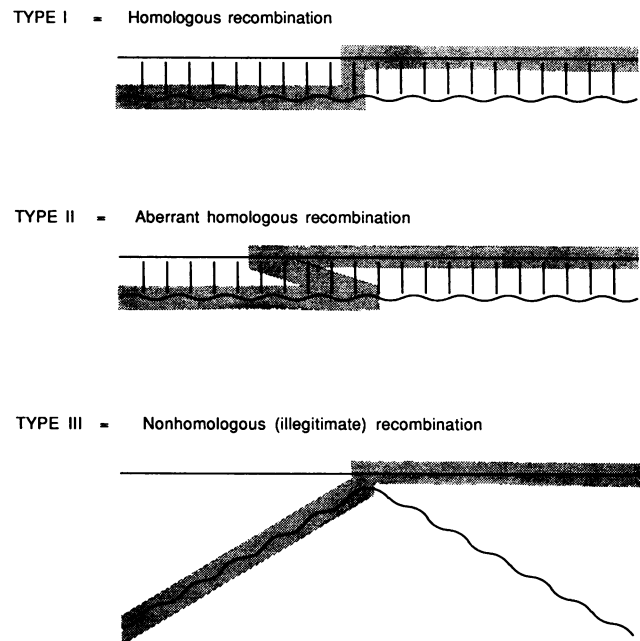 TYPE I = Homologous recombination
TYPE II = Aberrant homologous recombination
TYPE III = Nonhomologous (illegitimate) recombination